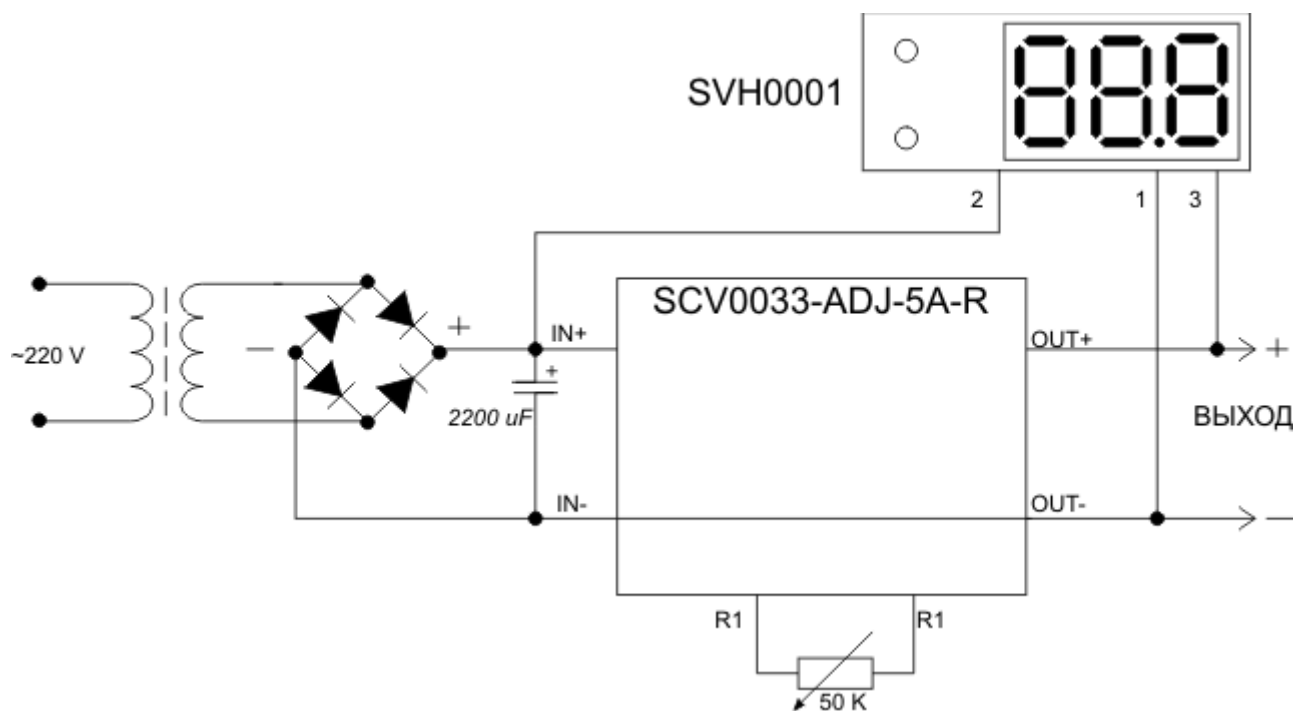 88.8
SVH0001
2
1
3
SCV0033-ADJ-5A-R
~220 V
−
+
IN+
OUT+
+
+
2200 uF
ВЫХОД
IN-
OUT-
—
R1
R1
50 K